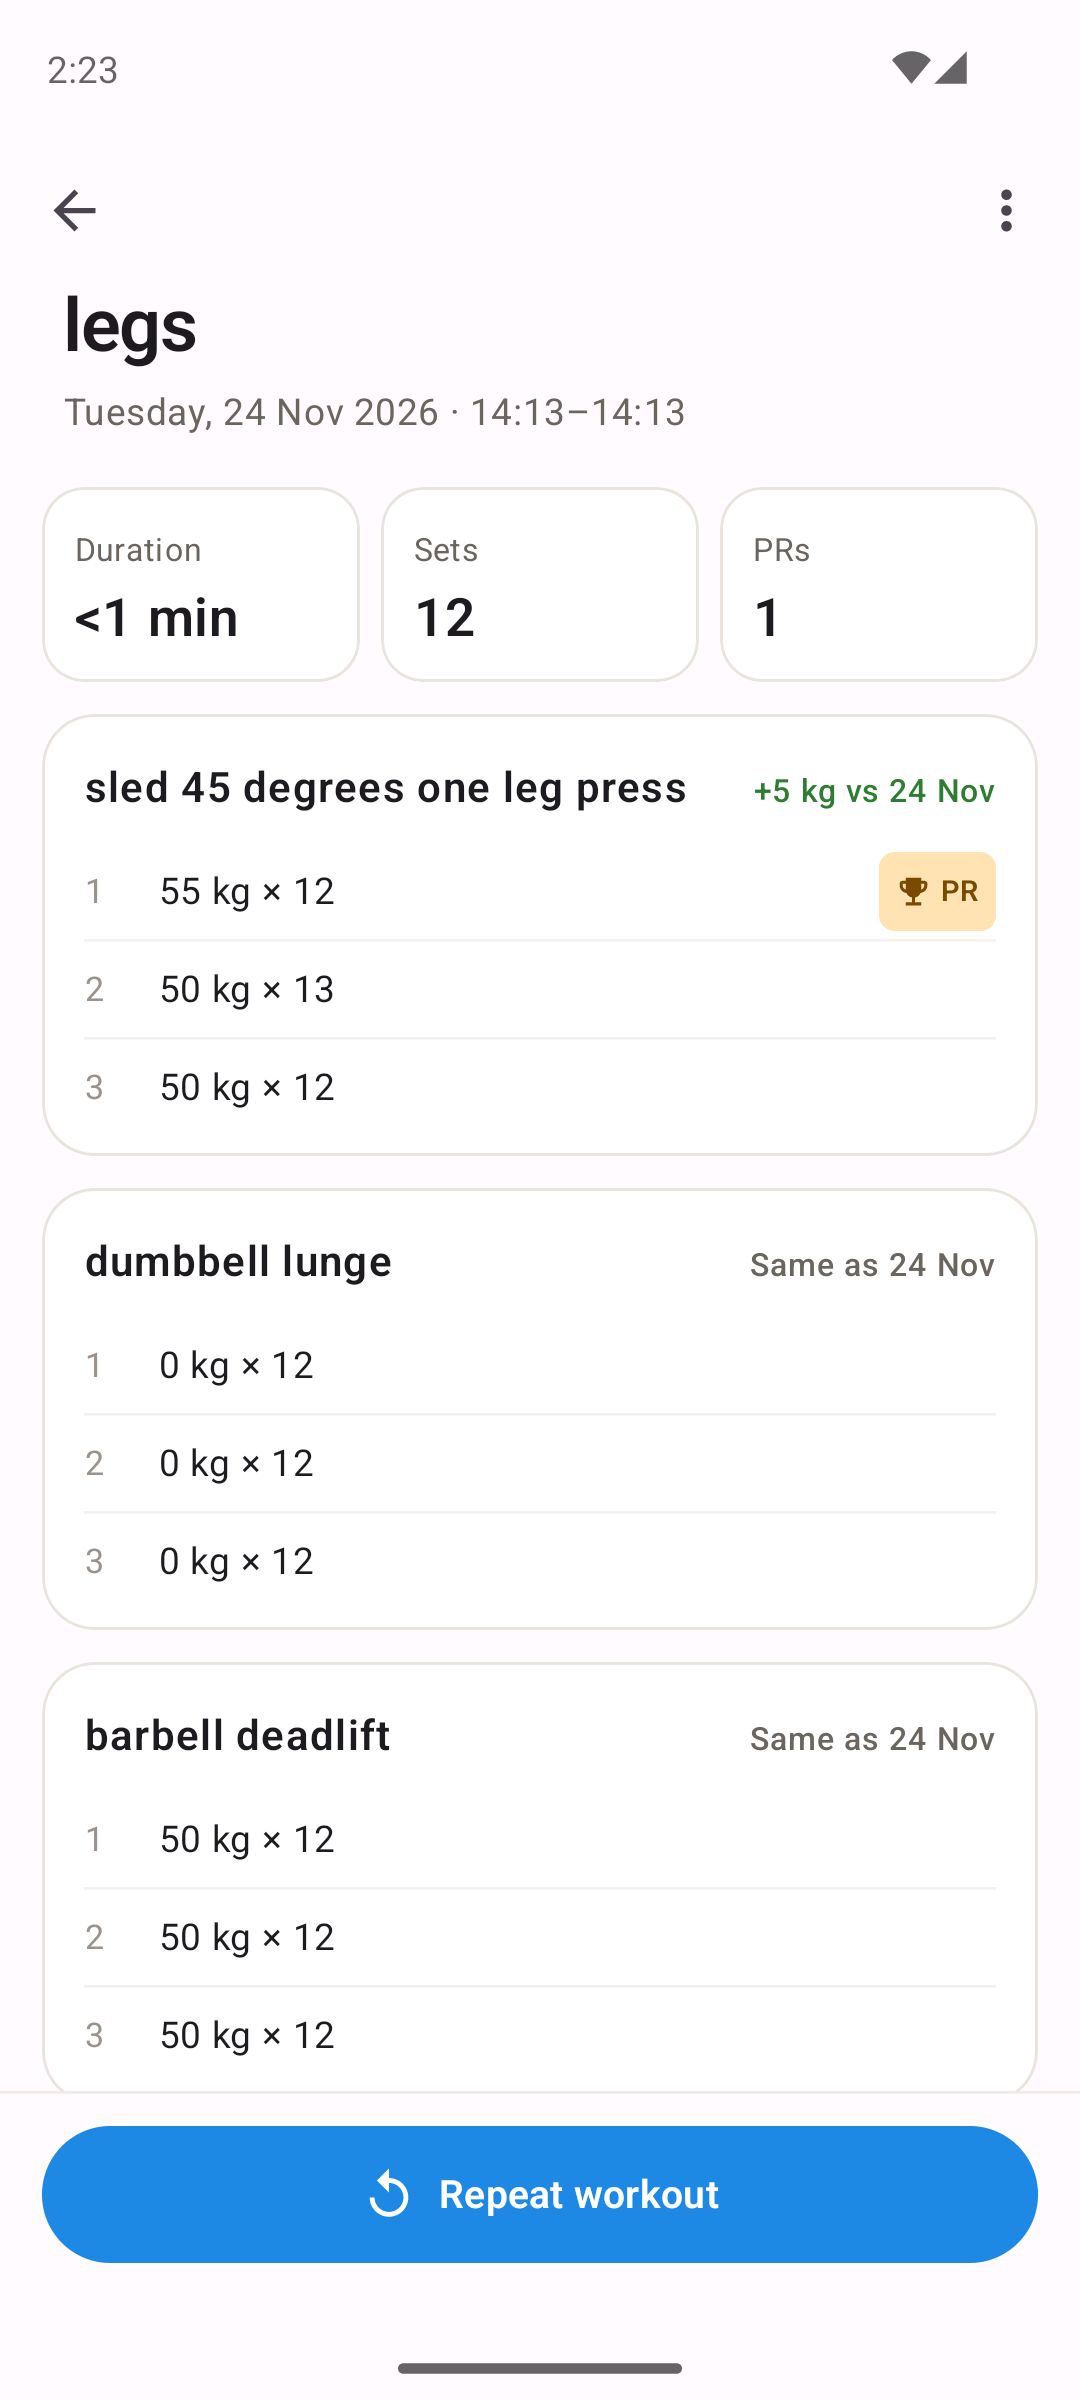 2:23
legs
Tuesday, 24 Nov 2026 · 14:13–14:13
Duration
<1 min
Sets
12
PRs
1
sled 45 degrees one leg press
+5 kg vs 24 Nov
1 55 kg × 12 PR
2 50 kg × 13
3 50 kg × 12
dumbbell lunge
Same as 24 Nov
1 0 kg × 12
2 0 kg × 12
3 0 kg × 12
barbell deadlift
Same as 24 Nov
1 50 kg × 12
2 50 kg × 12
3 50 kg × 12
Repeat workout